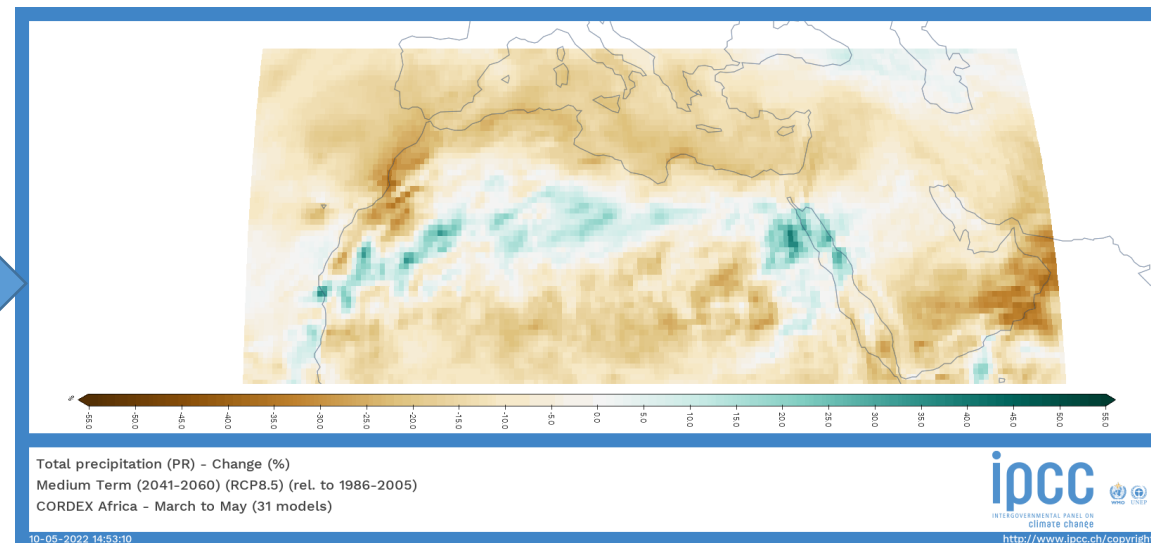 %
-55.0 -50.0 -45.0 -40.0 -35.0 -30.0 -25.0 -20.0 -15.0 -10.0 -5.0 0.0 5.0 10.0 15.0 20.0 25.0 30.0 35.0 40.0 45.0 50.0 55.0
Total precipitation (PR) - Change (%)
Medium Term (2041-2060) (RCP8.5) (rel. to 1986-2005)
CORDEX Africa - March to May (31 models)
ipcc
INTERGOVERNMENTAL PANEL ON
climate change
WMO UNEP
10-05-2022 14:53:10
http://www.ipcc.ch/copyright